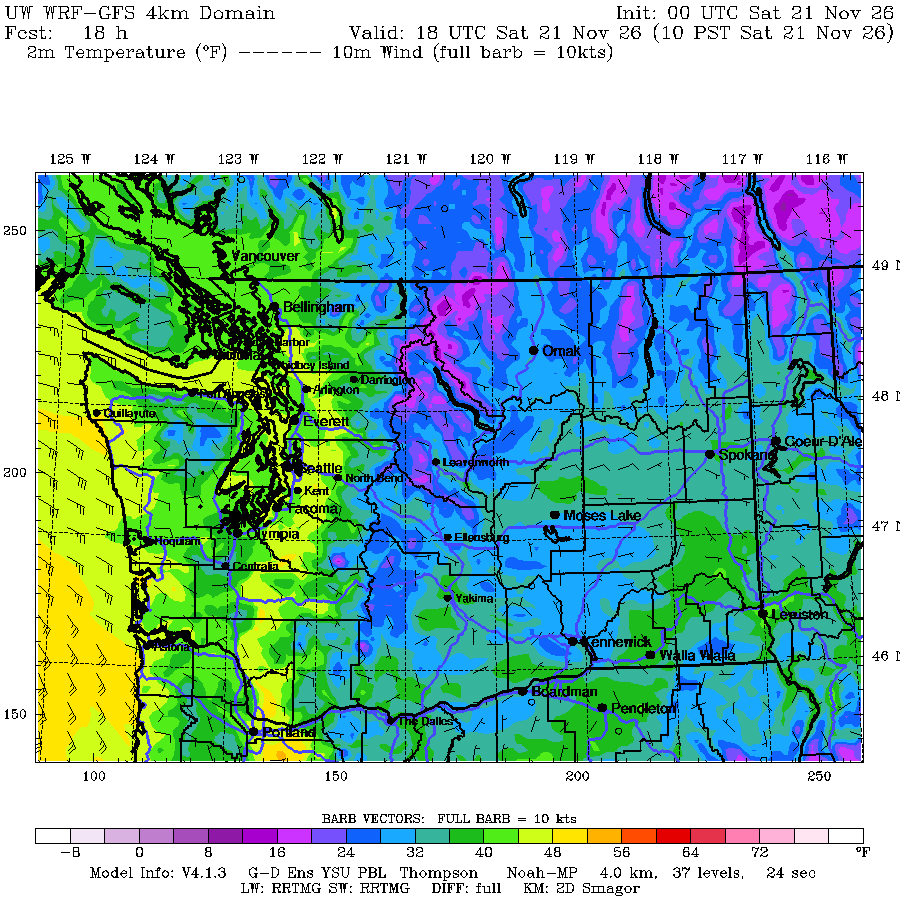 UW WRF-GFS 4km Domain Init: 00 UTC Sat 21 Nov 26
Fcst: 18 h Valid: 18 UTC Sat 21 Nov 26 (10 PST Sat 21 Nov 26)
2m Temperature (°F) ------ 10m Wind (full barb = 10kts)
125 W 124 W 123 W 122 W 121 W 120 W 119 W 118 W 117 W 116 W
250
Vancouver
49 N
Bellingham
Harbor
Omak
Whidbey Island
Darrington
Arlington
48 N
Quillayute
Everett
Coeur D'Ale
Spokane
Leavenworth
200
Seattle
North Bend
Kent
Tacoma
Moses Lake
47 N
Olympia
Hoquiam
Ellensburg
Centralia
Yakima
Lewiston
Kennewick
Astoria
Walla Walla
46 N
Boardman
Pendleton
150
The Dalles
Portland
100 150 200 250
BARB VECTORS: FULL BARB = 10 kts
-8 0 8 16 24 32 40 48 56 64 72 °F
Model Info: V4.1.3 G-D Ens YSU PBL Thompson Noah-MP 4.0 km, 37 levels, 24 sec
LW: RRTMG SW: RRTMG DIFF: full KM: 2D Smagor